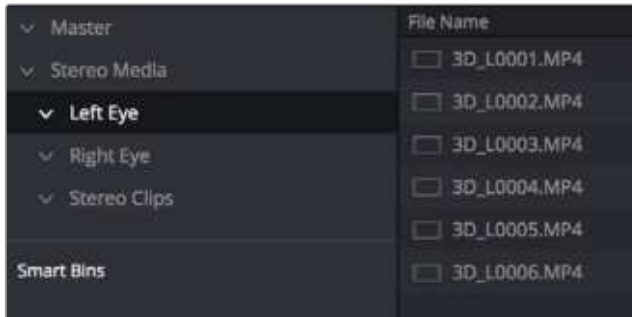 Master
Stereo Media
Left Eye
Right Eye
Stereo Clips
Smart Bins
File Name
3D_L0001.MP4
3D_L0002.MP4
3D_L0003.MP4
3D_L0004.MP4
3D_L0005.MP4
3D_L0006.MP4